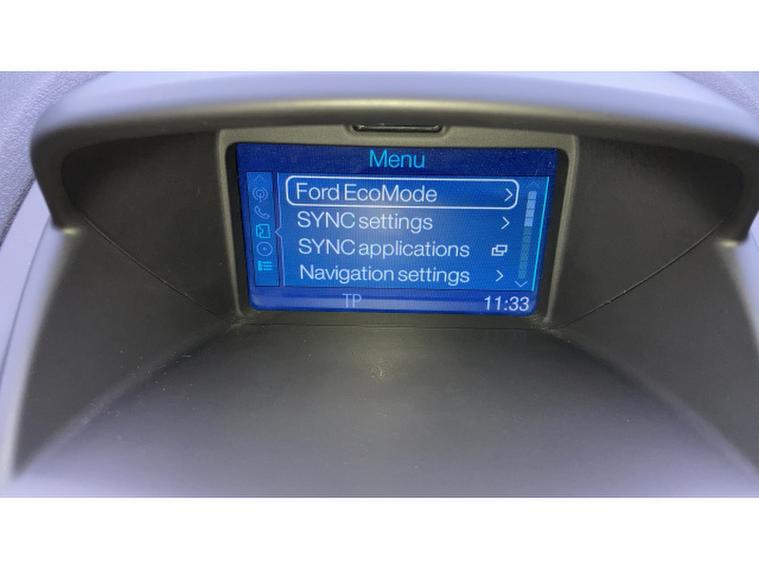 Menu
Ford EcoMode
SYNC settings
SYNC applications
Navigation settings
TP 11:33